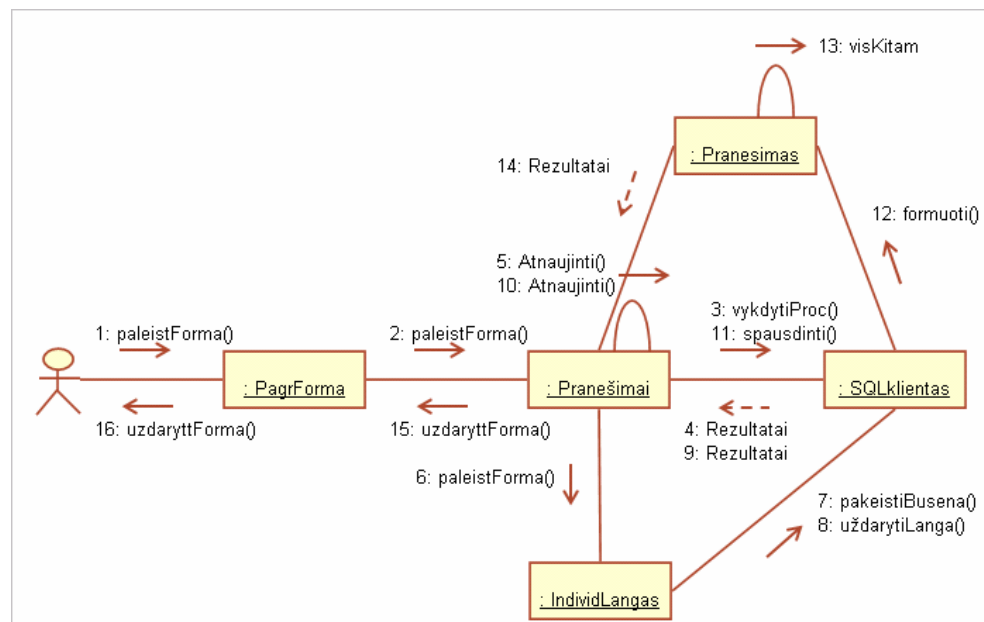 13: visKitam
: Pranesimas
14: Rezultatai
12: formuoti()
5: Atnaujinti()
10: Atnaujinti()
3: vykdytiProc()
11: spausdinti()
1: paleistForma()
2: paleistForma()
: PagrForma
: Pranešimai
: SQLklientas
16: uzdaryttForma()
15: uzdaryttForma()
4: Rezultatai
9: Rezultatai
6: paleistForma()
7: pakeistiBusena()
8: uždarytiLanga()
: IndividLangas